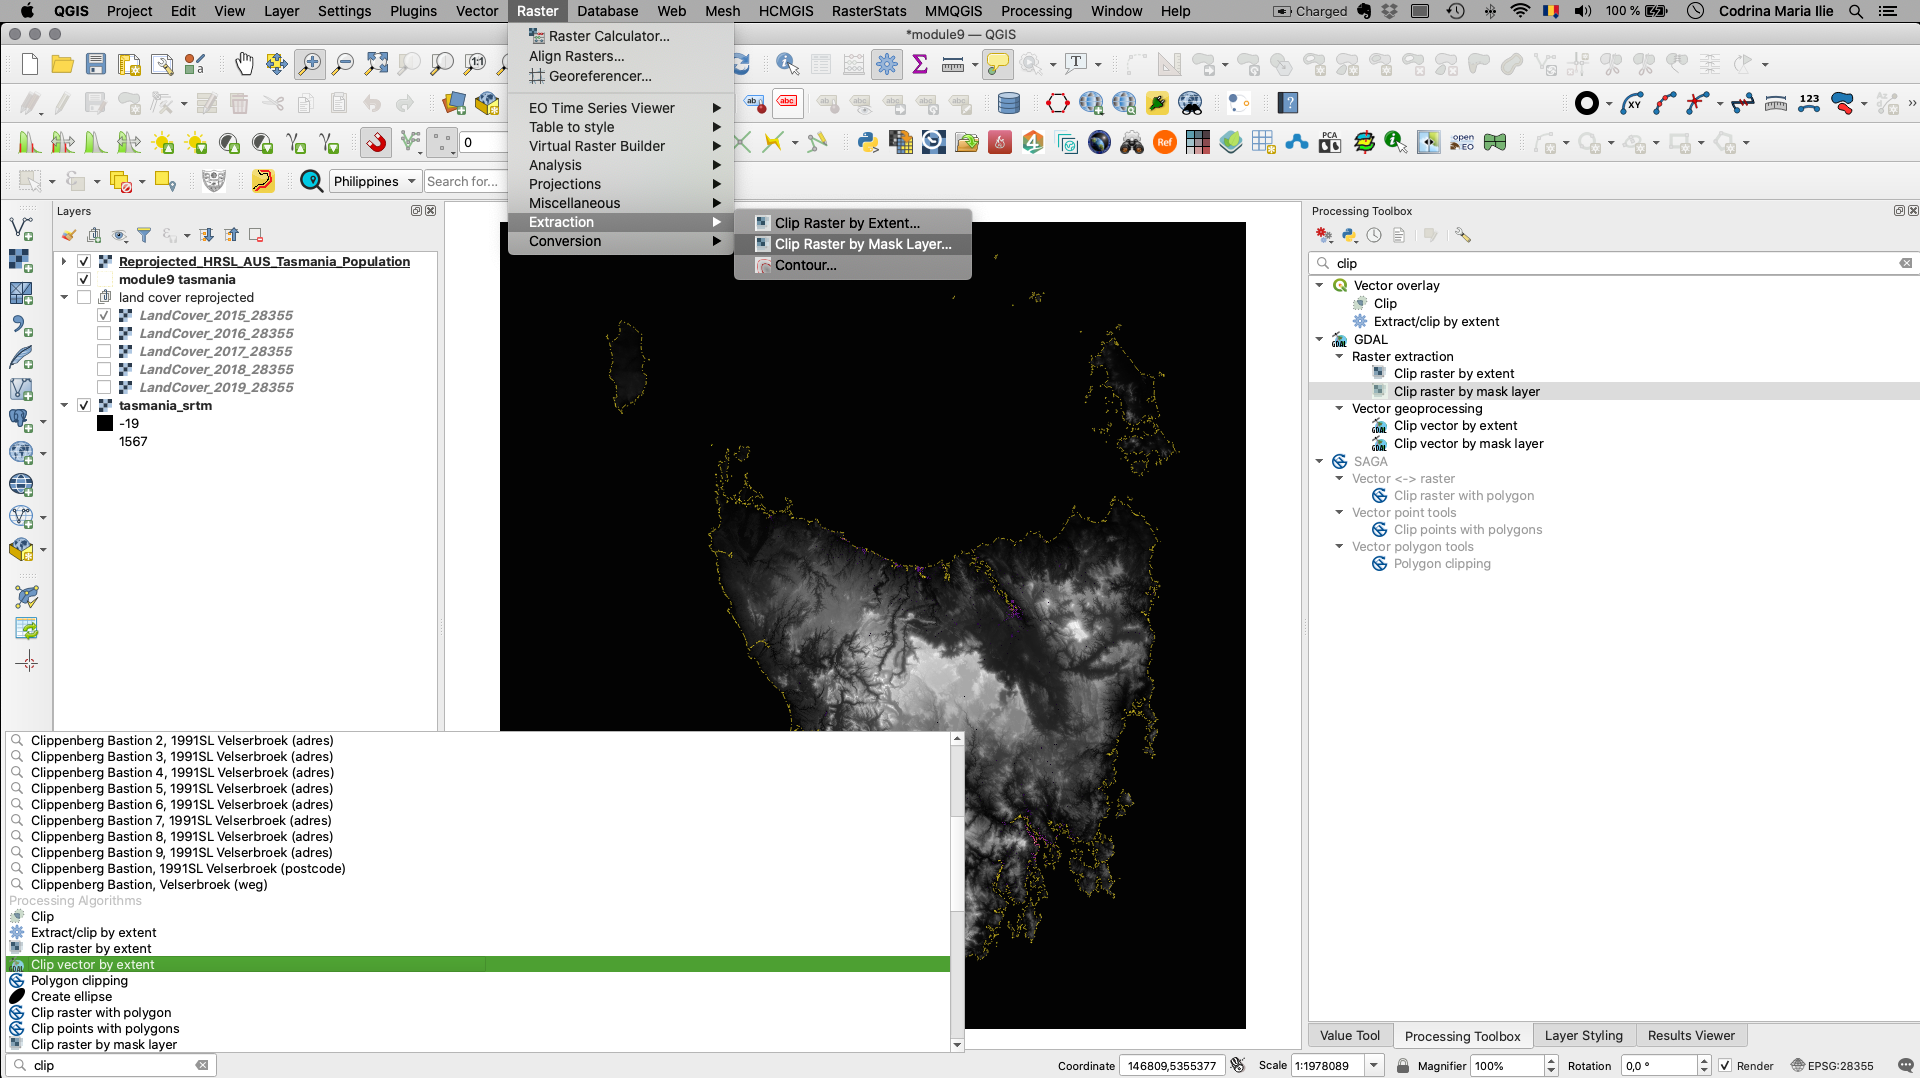 QGIS Project Edit View Layer Settings Plugins Vector Raster Database Web Mesh HCMGIS RasterStats MMQGIS Processing Window Help Charged 100 % Codrina Maria Ilie
*module9 — QGIS
Raster Calculator...
Align Rasters...
Georeferencer...
EO Time Series Viewer
Table to style
Virtual Raster Builder
Analysis
Projections
Miscellaneous
Extraction
Conversion
Clip Raster by Extent...
Clip Raster by Mask Layer...
Contour...
1:1
T
abc
abc
123
0
Ref
PCA
open EO
Philippines
Search for...
Layers
Reprojected_HRSL_AUS_Tasmania_Population
module9 tasmania
land cover reprojected
LandCover_2015_28355
LandCover_2016_28355
LandCover_2017_28355
LandCover_2018_28355
LandCover_2019_28355
tasmania_srtm
-19
1567
Clippenberg Bastion 2, 1991SL Velserbroek (adres)
Clippenberg Bastion 3, 1991SL Velserbroek (adres)
Clippenberg Bastion 4, 1991SL Velserbroek (adres)
Clippenberg Bastion 5, 1991SL Velserbroek (adres)
Clippenberg Bastion 6, 1991SL Velserbroek (adres)
Clippenberg Bastion 7, 1991SL Velserbroek (adres)
Clippenberg Bastion 8, 1991SL Velserbroek (adres)
Clippenberg Bastion 9, 1991SL Velserbroek (adres)
Clippenberg Bastion, 1991SL Velserbroek (postcode)
Clippenberg Bastion, Velserbroek (weg)
Processing Algorithms
Clip
Extract/clip by extent
Clip raster by extent
Clip vector by extent
Polygon clipping
Create ellipse
Clip raster with polygon
Clip points with polygons
Clip raster by mask layer
clip
Processing Toolbox
clip
Vector overlay
Clip
Extract/clip by extent
GDAL
Raster extraction
Clip raster by extent
Clip raster by mask layer
Vector geoprocessing
Clip vector by extent
Clip vector by mask layer
SAGA
Vector <-> raster
Clip raster with polygon
Vector point tools
Clip points with polygons
Vector polygon tools
Polygon clipping
Value Tool Processing Toolbox Layer Styling Results Viewer
Coordinate 146809,5355377 Scale 1:1978089 Magnifier 100% Rotation 0,0 ° Render EPSG:28355